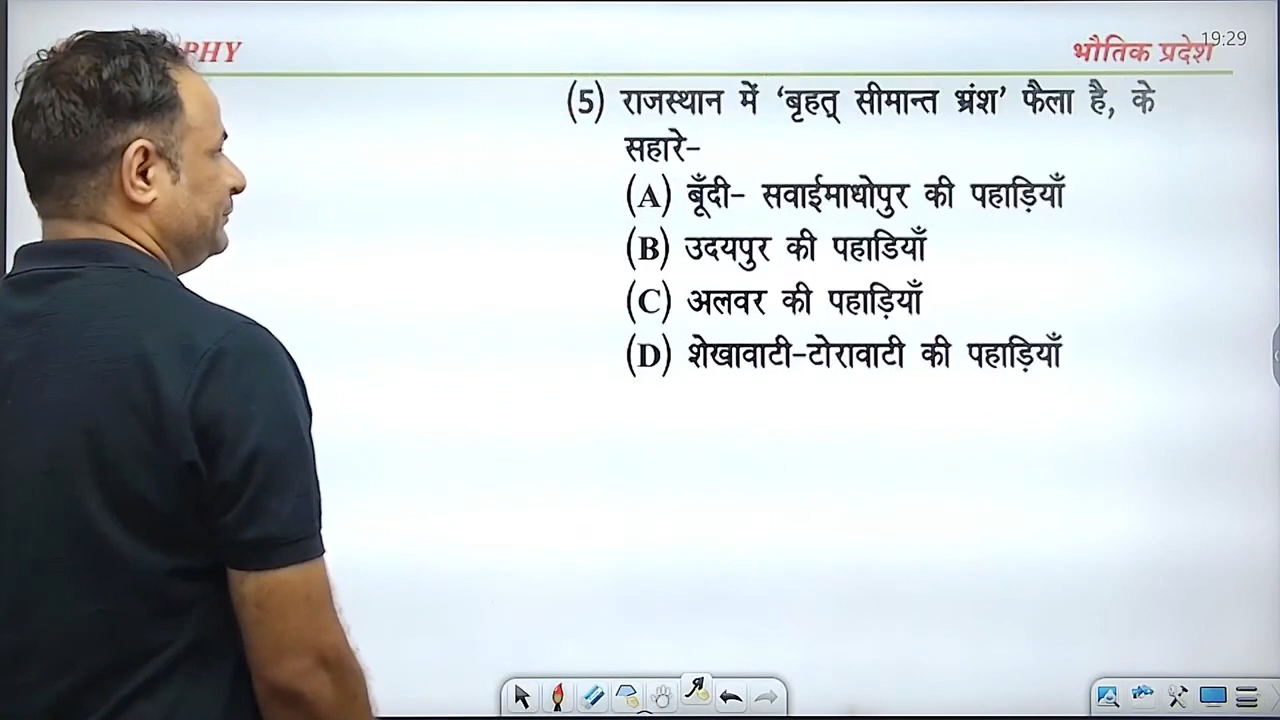 PHY
भौतिक प्रदेश
19:29
(5) राजस्थान में ‘बृहत् सीमान्त भ्रंश’ फैला है, के
सहारे-
(A) बूँदी- सवाईमाधोपुर की पहाड़ियाँ
(B) उदयपुर की पहाडियाँ
(C) अलवर की पहाड़ियाँ
(D) शेखावाटी-टोरावाटी की पहाड़ियाँ